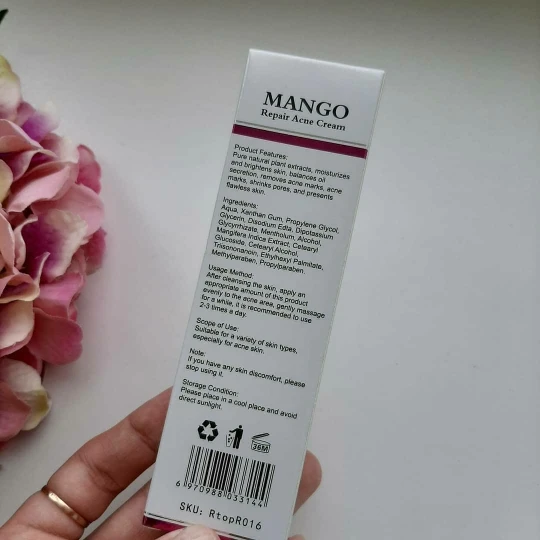 MANGO
Repair Acne Cream
Product Features:
Pure natural plant extracts, moisturizes
and brightens skin, balances oil
secretion, removes acne marks, acne
marks, shrinks pores, and presents
flawless skin.
Ingredients:
Aqua, Xanthan Gum, Propylene Glycol,
Glycerin, Disodium Edta, Dipotassium
Glycyrrhizate, Mentholum, Alcohol,
Mangifera Indica Extract, Cetearyl
Glucoside, Cetearyl Alcohol,
Triisononanoin, Ethylhexyl Palmitate,
Methylparaben, Propylparaben.
Usage Method:
After cleansing the skin, apply an
appropriate amount of this product
evenly to the acne area, gently massage
for a while, it is recommended to use
2-3 times a day.
Scope of Use:
Suitable for a variety of skin types,
especially for acne skin.
Note:
If you have any skin discomfort, please
stop using it.
Storage Condition:
Please place in a cool place and avoid
direct sunlight.
36M
6 970988 033144
SKU: RtopR016